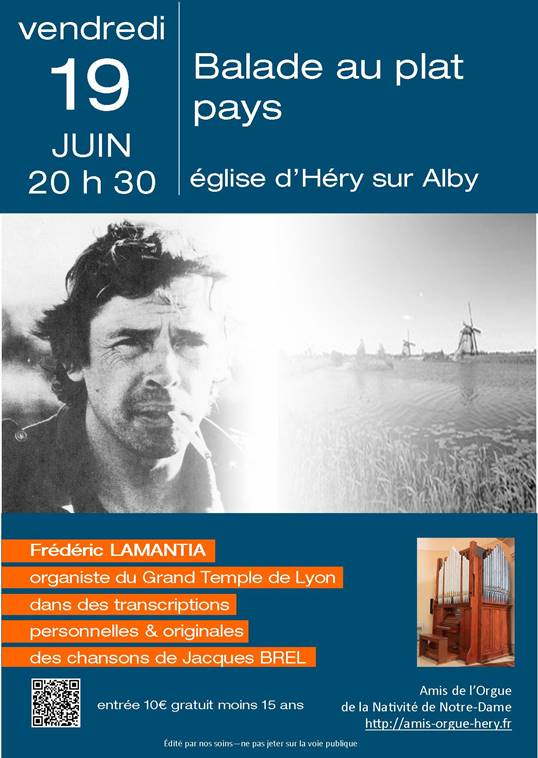 vendredi
19
JUIN
20 h 30
Balade au plat
pays
église d'Héry sur Alby
Frédéric LAMANTIA
organiste du Grand Temple de Lyon
dans des transcriptions
personnelles & originales
des chansons de Jacques BREL
entrée 10€ gratuit moins 15 ans
Amis de l'Orgue
de la Nativité de Notre-Dame
http://amis-orgue-hery.fr
Édité par nos soins—ne pas jeter sur la voie publique